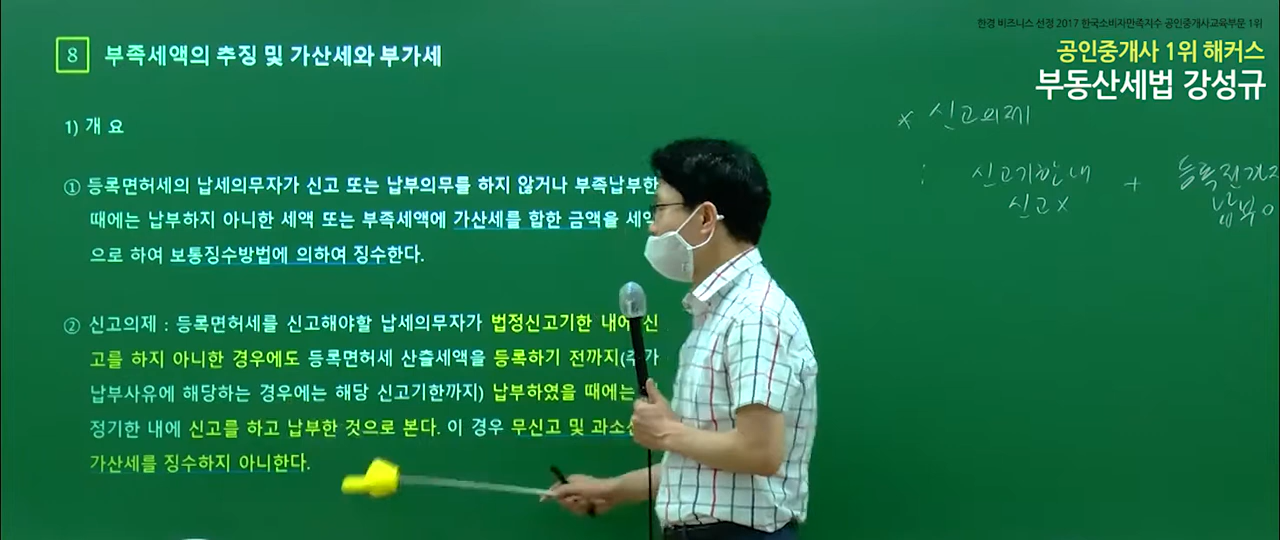 한경 비즈니스 선정 2017 한국소비자만족지수 공인중개사교육부문 1위
공인중개사 1위 해커스
부동산세법 강성규
8 부족세액의 추징 및 가산세와 부가세
1) 개 요
① 등록면허세의 납세의무자가 신고 또는 납부의무를 하지 않거나 부족납부한
때에는 납부하지 아니한 세액 또는 부족세액에 가산세를 합한 금액을 세액
으로 하여 보통징수방법에 의하여 징수한다.
② 신고의제 : 등록면허세를 신고해야할 납세의무자가 법정신고기한 내에 신
고를 하지 아니한 경우에도 등록면허세 산출세액을 등록하기 전까지(추가
납부사유에 해당하는 경우에는 해당 신고기한까지) 납부하였을 때에는
정기한 내에 신고를 하고 납부한 것으로 본다. 이 경우 무신고 및 과소신
가산세를 징수하지 아니한다.
* 신고의제
: 신고기한 내 + 등록전까지
신고 x 납부 o